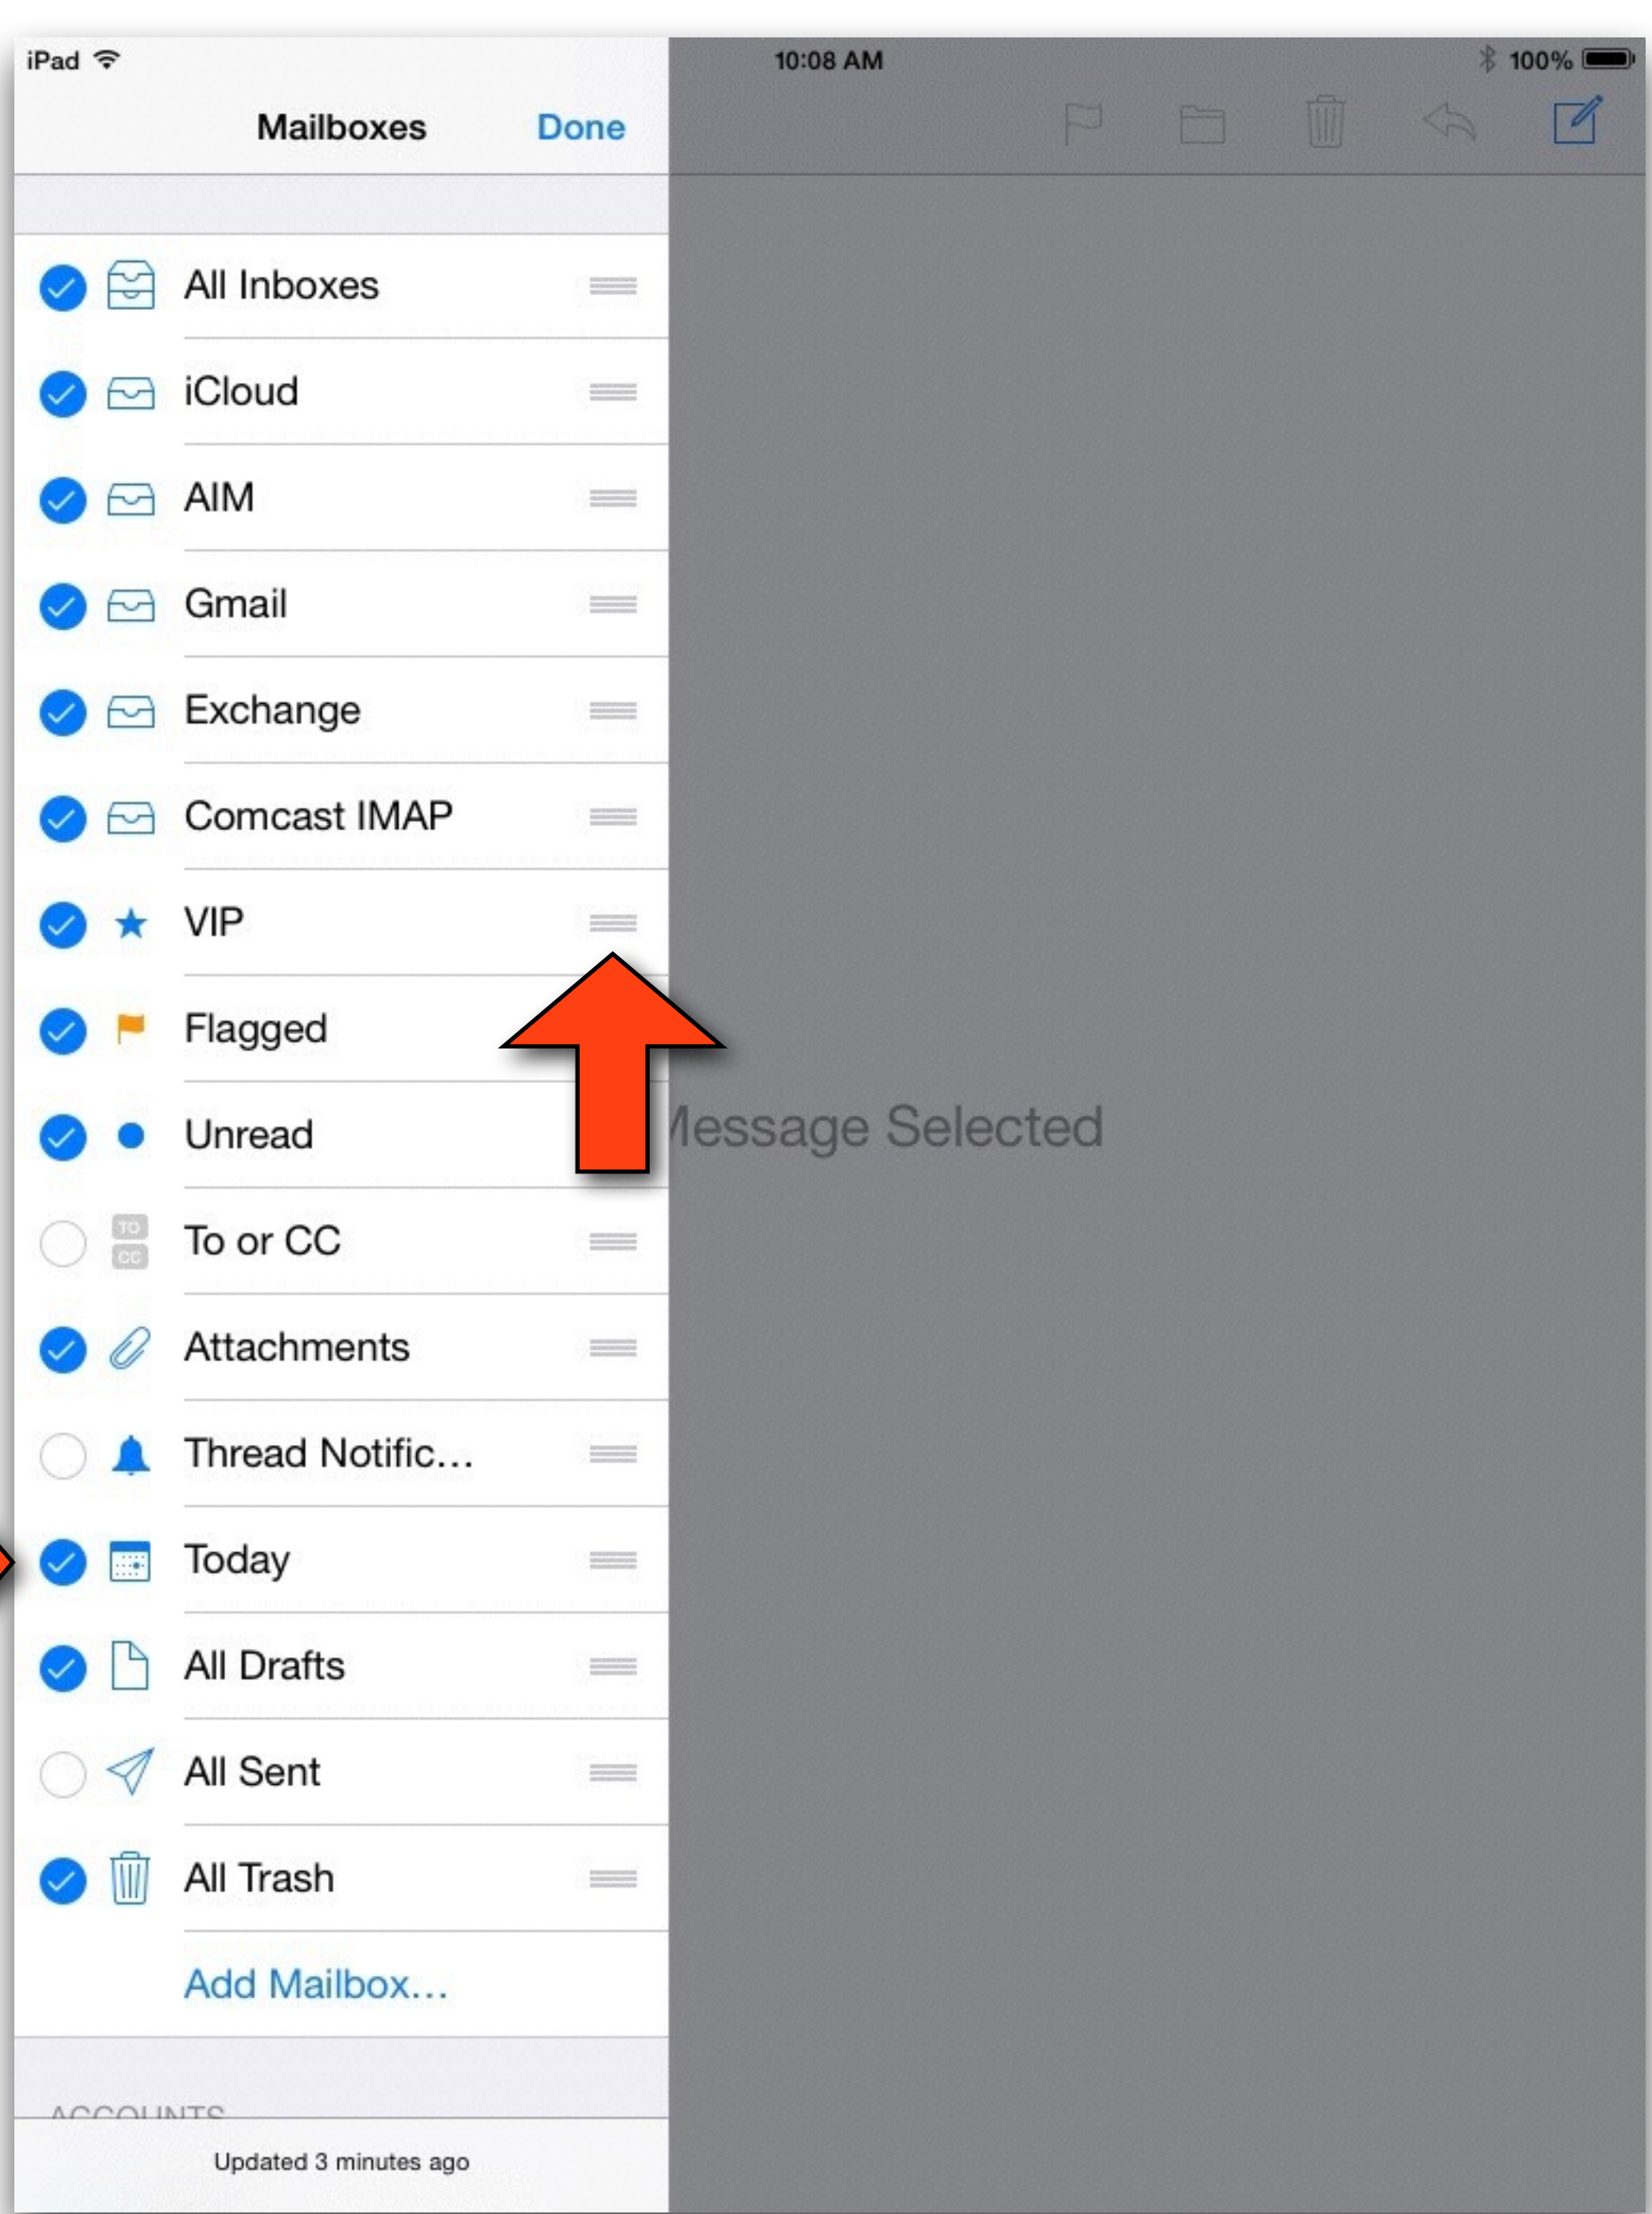 iPad 10:08 AM 100%
Mailboxes Done
All Inboxes
iCloud
AIM
Gmail
Exchange
Comcast IMAP
VIP
Flagged
Unread
Message Selected
TO
CC
To or CC
Attachments
Thread Notific...
Today
All Drafts
All Sent
All Trash
Add Mailbox...
ACCOUNTS
Updated 3 minutes ago